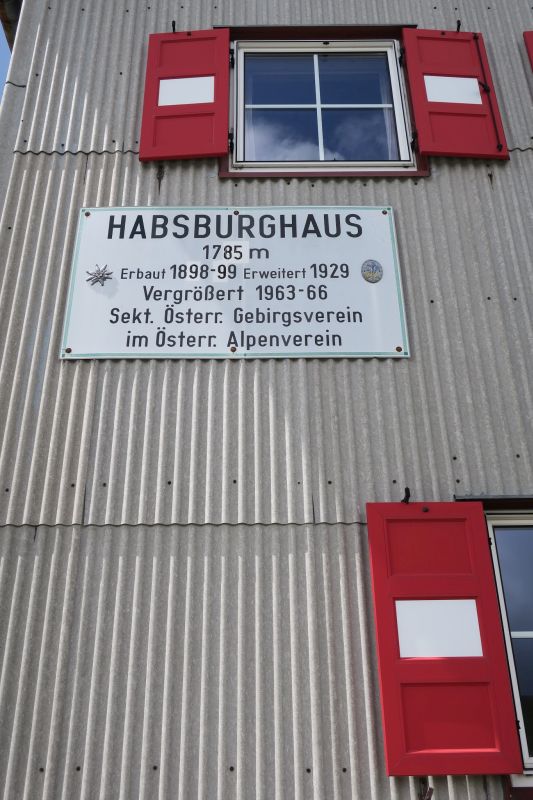 HABSBURGHAUS
1785 m
Erbaut 1898-99 Erweitert 1929
Vergrößert 1963-66
Sekt. Österr. Gebirgsverein
im Österr. Alpenverein